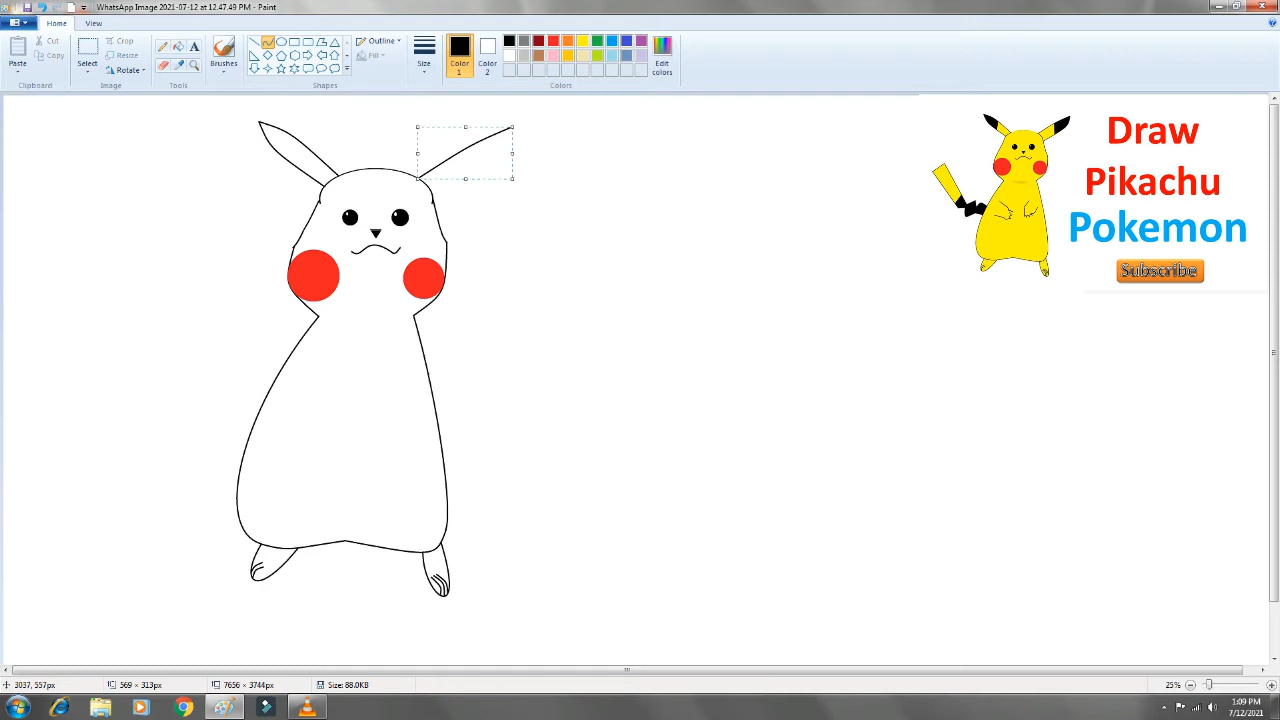 WhatsApp Image 2021-07-12 at 12.47.49 PM - Paint
Home View
Paste
Cut
Copy
Clipboard
Select
Crop
Resize
Rotate
Image
A
Tools
Brushes
Shapes
Outline
Fill
Size
Color
1
Color
2
Edit
colors
Colors
Draw
Pikachu
Pokemon
Subscribe
3037, 557px
569 × 313px
7656 × 3744px
Size: 88.0KB
25%
1:09 PM
7/12/2021